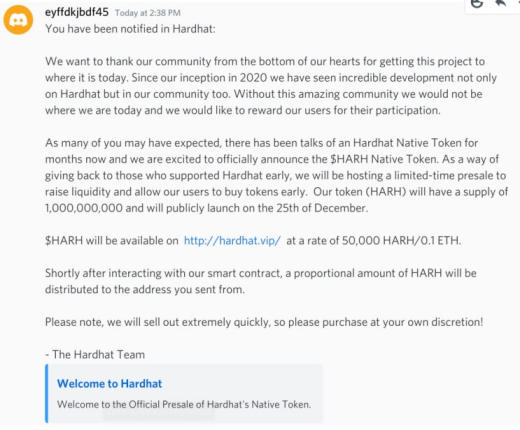 eyffdkjbdf45 Today at 2:38 PM
You have been notified in Hardhat:
We want to thank our community from the bottom of our hearts for getting this project to
where it is today. Since our inception in 2020 we have seen incredible development not only
on Hardhat but in our community too. Without this amazing community we would not be
where we are today and we would like to reward our users for their participation.
As many of you may have expected, there has been talks of an Hardhat Native Token for
months now and we are excited to officially announce the $HARH Native Token. As a way of
giving back to those who supported Hardhat early, we will be hosting a limited-time presale to
raise liquidity and allow our users to buy tokens early. Our token (HARH) will have a supply of
1,000,000,000 and will publicly launch on the 25th of December.
$HARH will be available on http://hardhat.vip/ at a rate of 50,000 HARH/0.1 ETH.
Shortly after interacting with our smart contract, a proportional amount of HARH will be
distributed to the address you sent from.
Please note, we will sell out extremely quickly, so please purchase at your own discretion!
- The Hardhat Team
Welcome to Hardhat
Welcome to the Official Presale of Hardhat's Native Token.